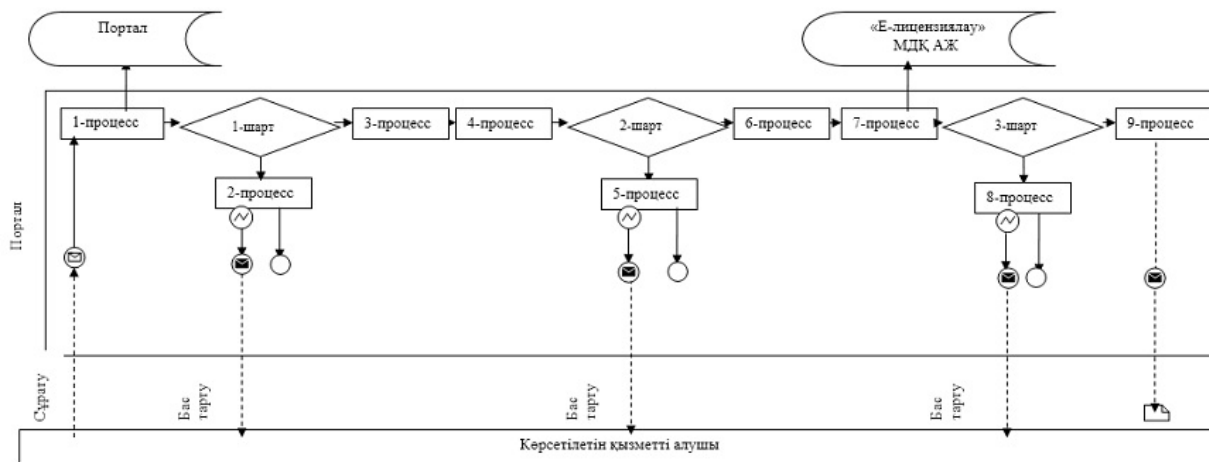 Портал
«Е-лицензиялау»
МДҚ АЖ
1-процесс
1-шарт
3-процесс
4-процесс
2-шарт
6-процесс
7-процесс
3-шарт
9-процесс
2-процесс
5-процесс
8-процесс
Портал
Сұрату
Бас
тарту
Бас
тарту
Бас
тарту
Көрсетілетін қызметті алушы